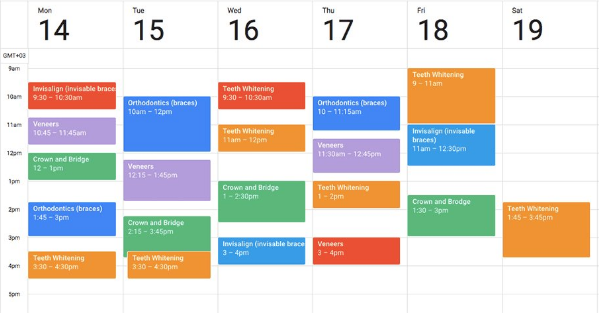 Mon
14
Tue
15
Wed
16
Thu
17
Fri
18
Sat
19
GMT+03
9am
10am
11am
12pm
1pm
2pm
3pm
4pm
5pm
Invisalign (invisable brace
9:30 – 10:30am
Veneers
10:45 – 11:45am
Crown and Bridge
12 – 1pm
Orthodontics (braces)
1:45 – 3pm
Teeth Whitening
3:30 – 4:30pm
Orthodontics (braces)
10am – 12pm
Veneers
12:15 – 1:45pm
Crown and Bridge
2:15 – 3:45pm
Teeth Whitening
3:30 – 4:30pm
Teeth Whitening
9:30 – 10:30am
Teeth Whitening
11am – 12pm
Crown and Bridge
1 – 2:30pm
Invisalign (invisable brace
3 – 4pm
Orthodontics (braces)
10 – 11:15am
Veneers
11:30am – 12:45pm
Teeth Whitening
1 – 2pm
Veneers
3 – 4pm
Teeth Whitening
9 – 11am
Invisalign (invisable
braces)
11am – 12:30pm
Crown and Brodge
1:30 – 3pm
Teeth Whitening
1:45 – 3:45pm